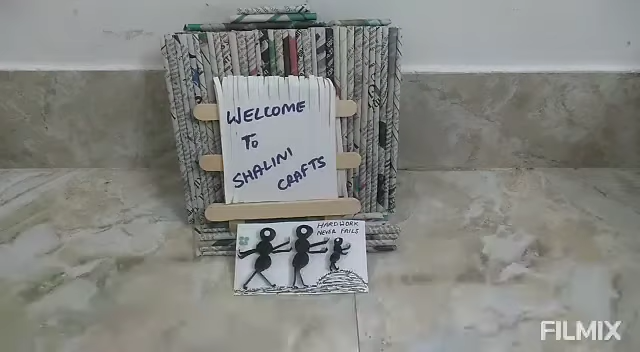 WELCOME
To
SHALINI
CRAFTS
HARDWORK
NEVER FAILS
FILMIX